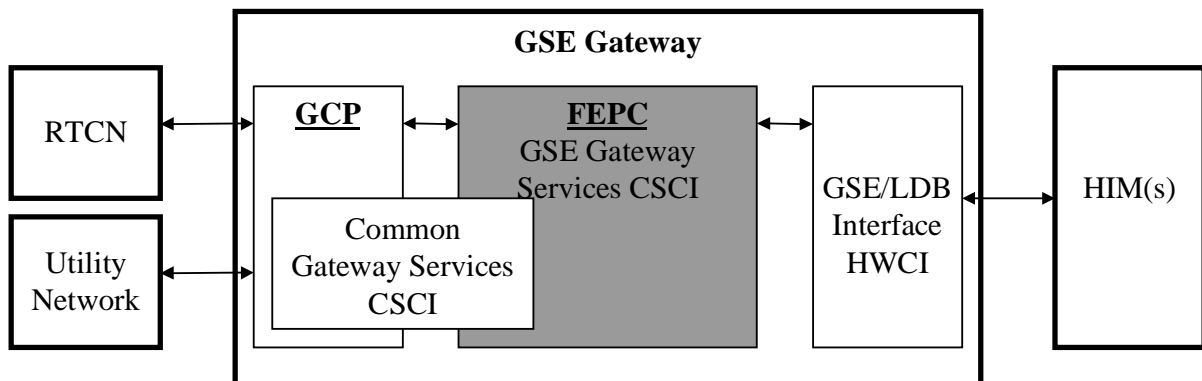 GSE Gateway
RTCN
Utility
Network
GCP
FEPC
GSE Gateway
Services CSCI
Common
Gateway Services
CSCI
GSE/LDB
Interface
HWCI
HIM(s)